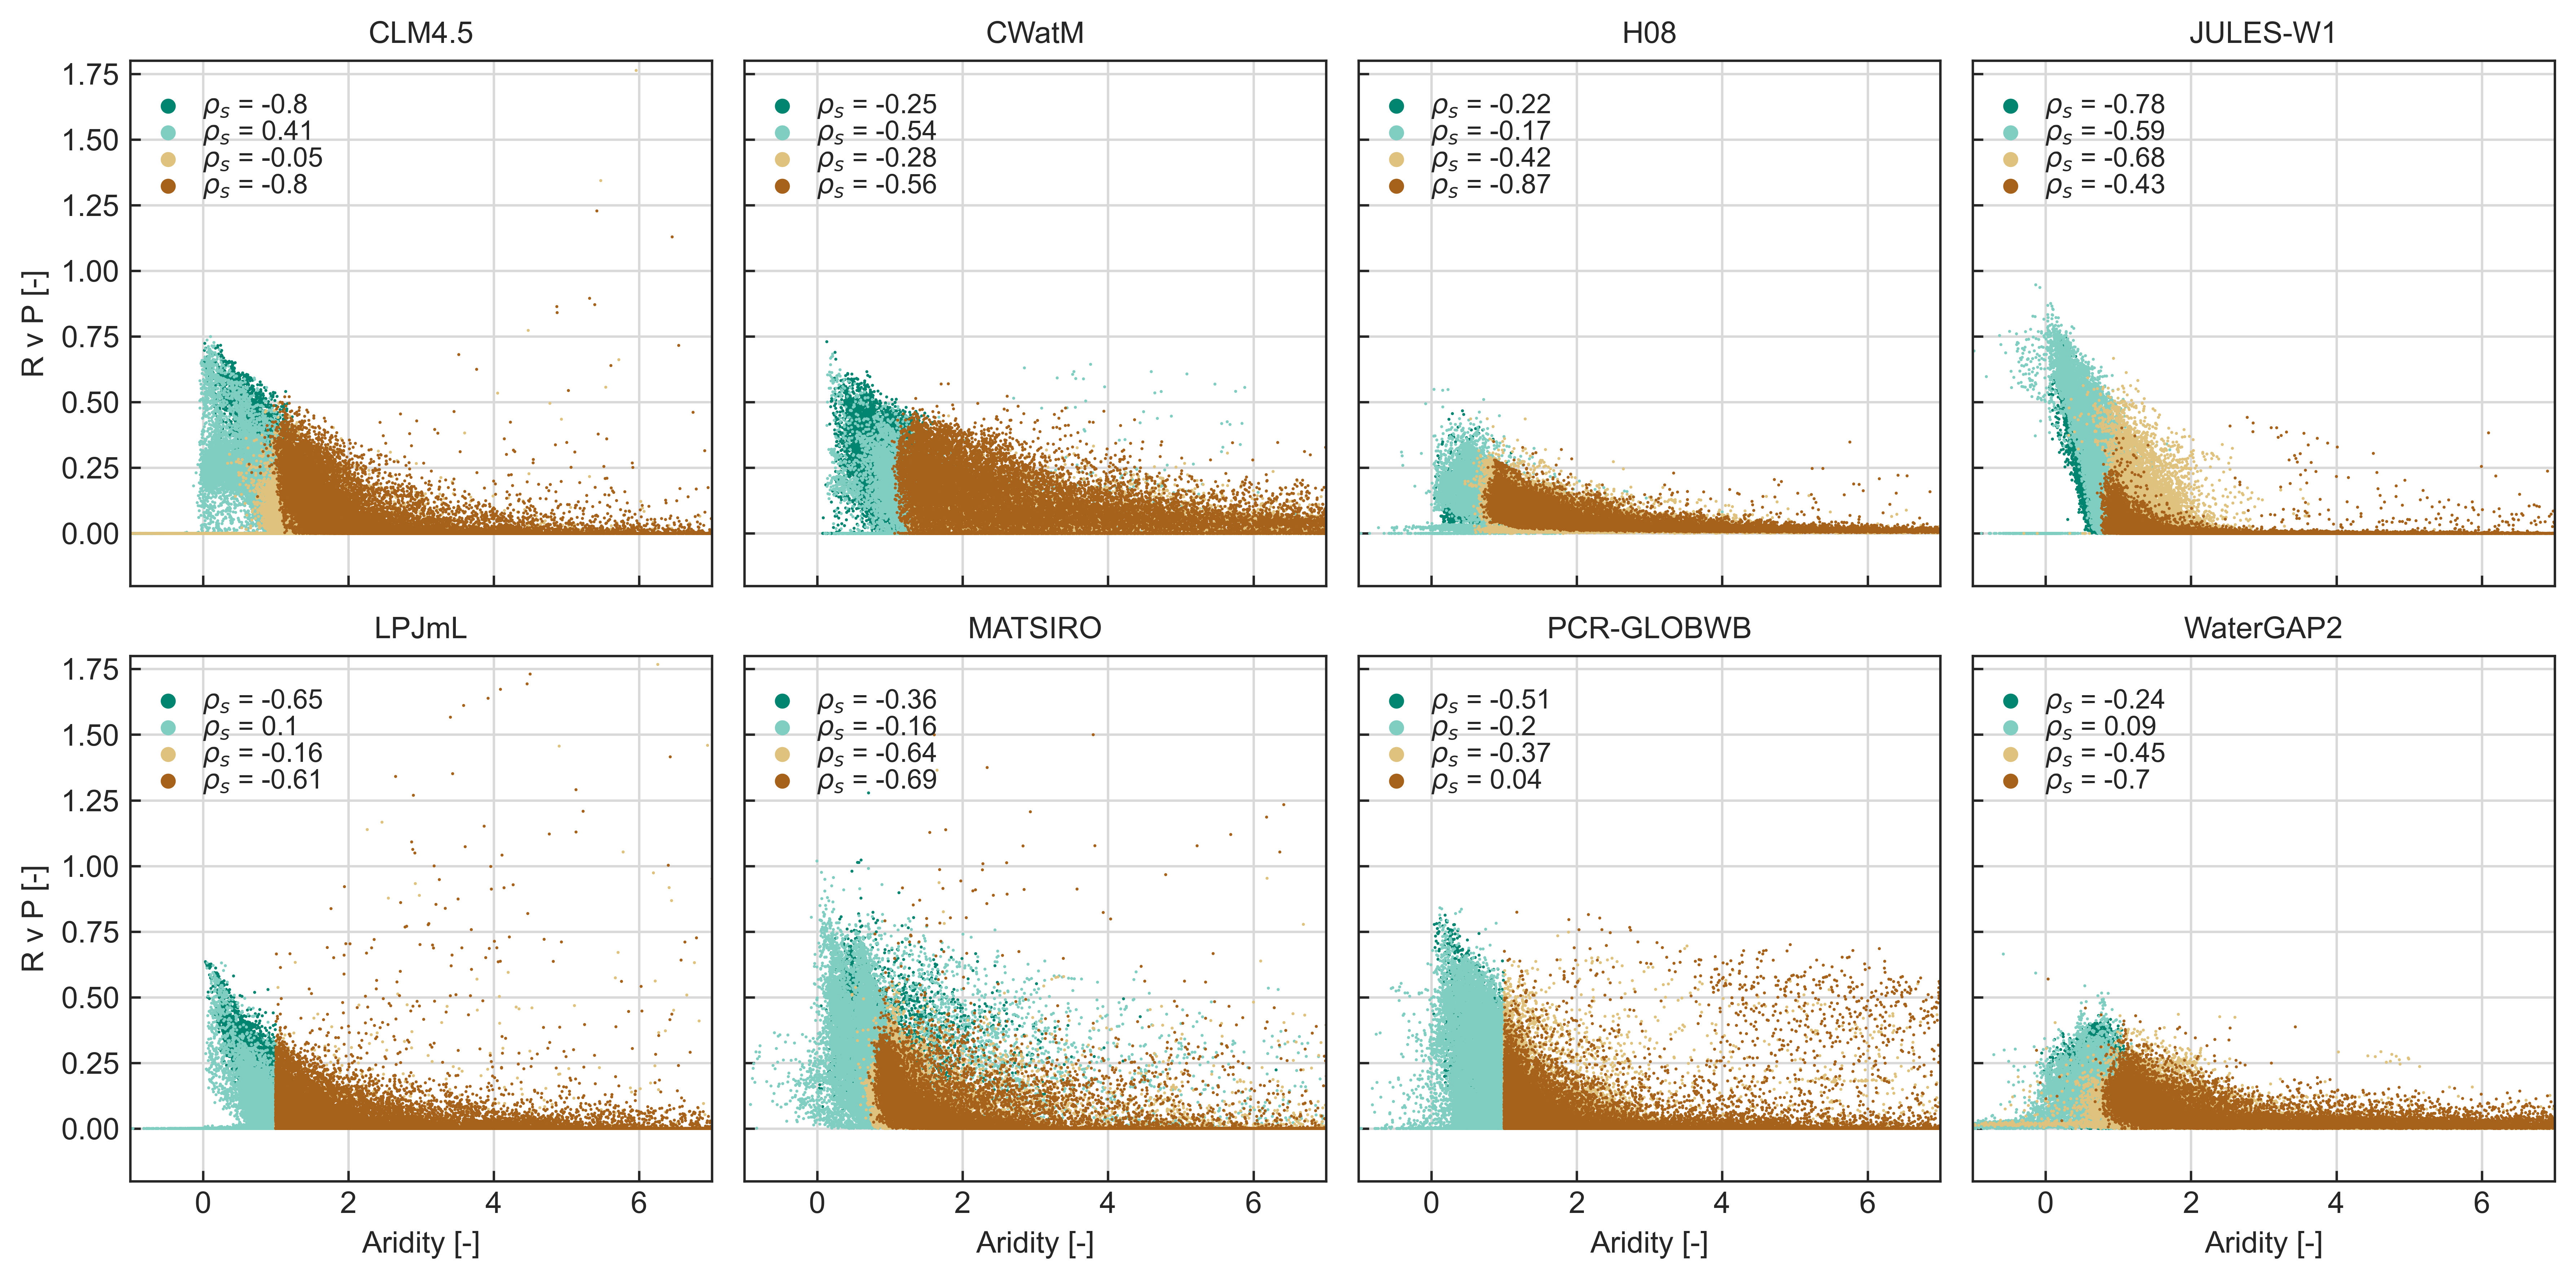 CLM4.5
CWatM
H08
JULES-W1
1.75
1.50
1.25
1.00
0.75
0.50
0.25
0.00
R v P [-]
ρs = -0.8
ρs = 0.41
ρs = -0.05
ρs = -0.8
ρs = -0.25
ρs = -0.54
ρs = -0.28
ρs = -0.56
ρs = -0.22
ρs = -0.17
ρs = -0.42
ρs = -0.87
ρs = -0.78
ρs = -0.59
ρs = -0.68
ρs = -0.43
LPJmL
MATSIRO
PCR-GLOBWB
WaterGAP2
1.75
1.50
1.25
1.00
0.75
0.50
0.25
0.00
R v P [-]
ρs = -0.65
ρs = 0.1
ρs = -0.16
ρs = -0.61
ρs = -0.36
ρs = -0.16
ρs = -0.64
ρs = -0.69
ρs = -0.51
ρs = -0.2
ρs = -0.37
ρs = 0.04
ρs = -0.24
ρs = 0.09
ρs = -0.45
ρs = -0.7
0 2 4 6
0 2 4 6
0 2 4 6
0 2 4 6
Aridity [-]
Aridity [-]
Aridity [-]
Aridity [-]